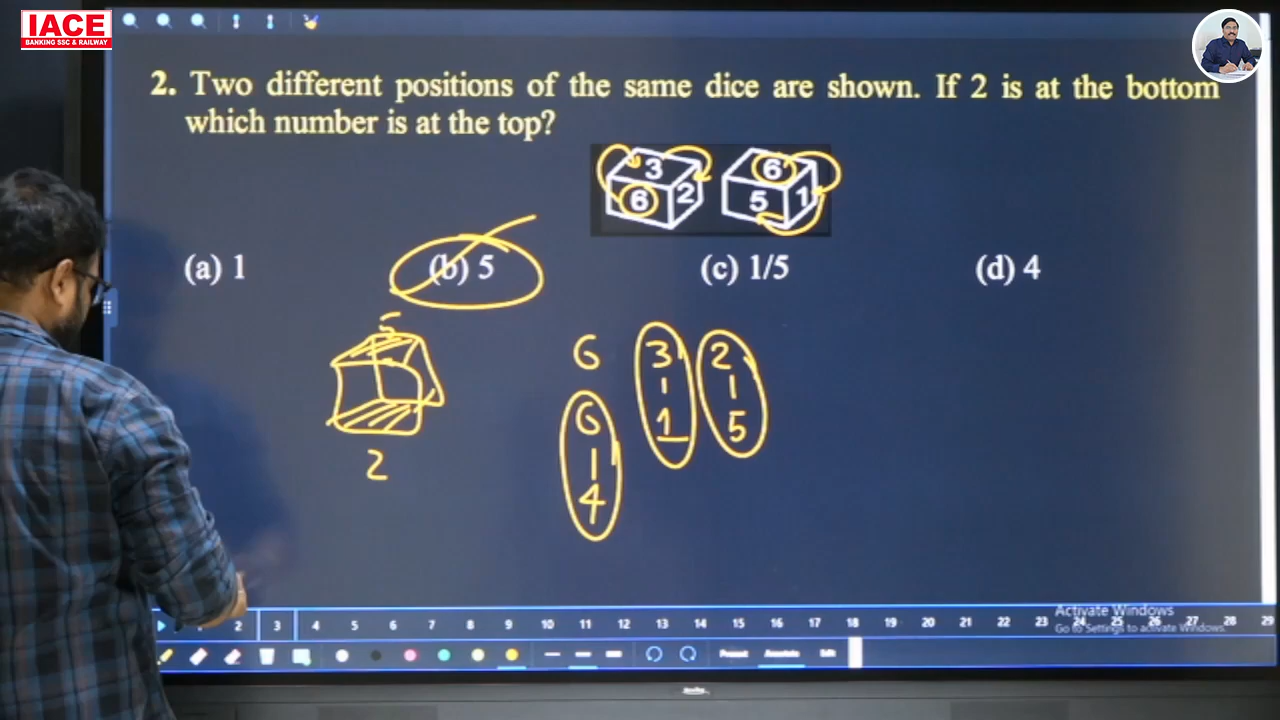 IACE
BANKING SSC & RAILWAY
2. Two different positions of the same dice are shown. If 2 is at the bottom
which number is at the top?
3 6 2 6 5 1
(a) 1 (b) 5 (c) 1/5 (d) 4
5
2
6 3 2
6 1 5
4
Activate Windows
Go to Settings to activate Windows.
1 2 3 4 5 6 7 8 9 10 11 12 13 14 15 16 17 18 19 20 21 22 23 24 25 26 27 28 29
Present Annotate Edit